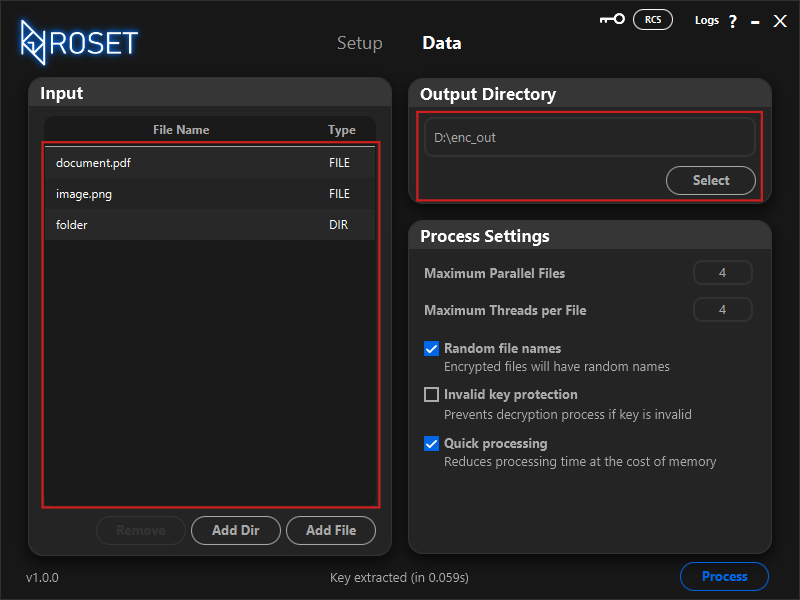 ROSET
Setup
Data
RC5
Logs
?
Input
File Name Type
document.pdf FILE
image.png FILE
folder DIR
Remove Add Dir Add File
Output Directory
D:\enc_out
Select
Process Settings
Maximum Parallel Files 4
Maximum Threads per File 4
Random file names
Encrypted files will have random names
Invalid key protection
Prevents decryption process if key is invalid
Quick processing
Reduces processing time at the cost of memory
v1.0.0
Key extracted (in 0.059s)
Process